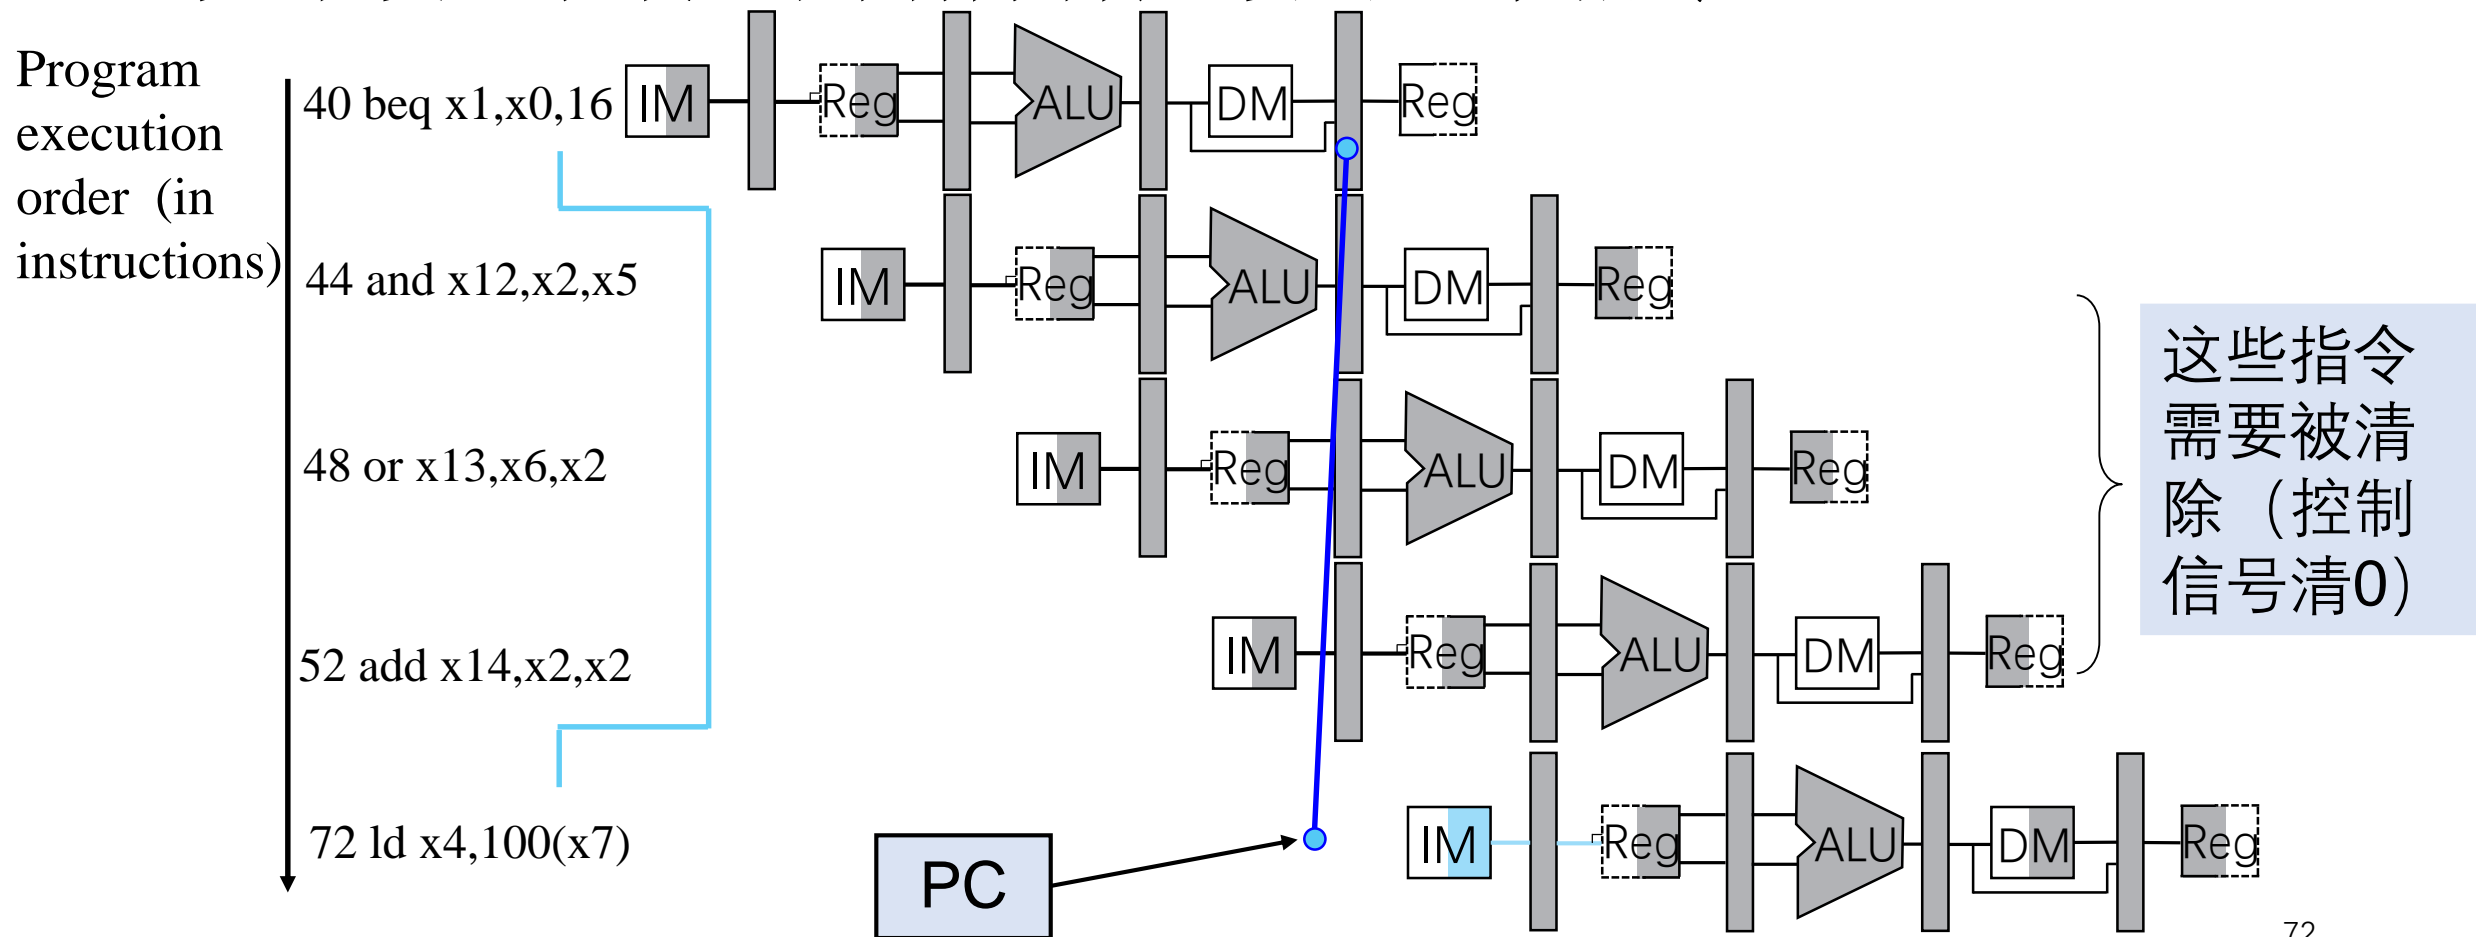 Program
execution
order (in
instructions)
40 beq x1,x0,16
IM
Reg
ALU
DM
Reg
44 and x12,x2,x5
IM
Reg
ALU
DM
Reg
48 or x13,x6,x2
IM
Reg
ALU
DM
Reg
52 add x14,x2,x2
IM
Reg
ALU
DM
Reg
72 ld x4,100(x7)
IM
Reg
ALU
DM
Reg
这些指令
需要被清
除（控制
信号清0）
PC
72